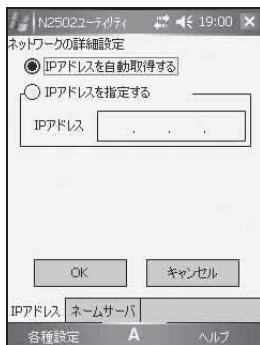 N2502ユーティリティ 19:00
ネットワークの詳細設定
IPアドレスを自動取得する
IPアドレスを指定する
IPアドレス . . .
OK キャンセル
IPアドレス ネームサーバ
各種設定 A ヘルプ